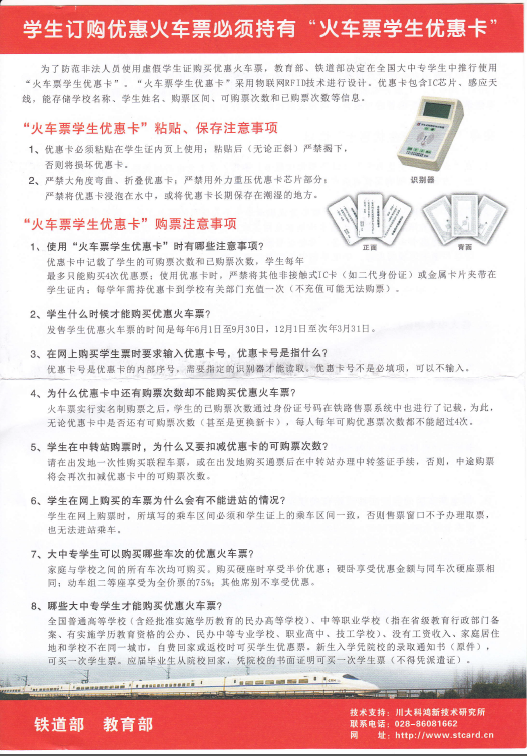 学生订购优惠火车票必须持有“火车票学生优惠卡”
为了防范非法人员使用虚假学生证购买优惠火车票，教育部、铁道部决定在全国大中专学生中推行使用
“火车票学生优惠卡”。“火车票学生优惠卡”采用物联网RFID技术进行设计。优惠卡包含IC芯片、感应天
线，能存储学校名称、学生姓名、购票区间、可购票次数和已购票次数等信息。
“火车票学生优惠卡”粘贴、保存注意事项
1、优惠卡必须粘贴在学生证内页上使用；粘贴后（无论正斜）严禁揭下，
否则将损坏优惠卡。
2、严禁大角度弯曲、折叠优惠卡；严禁用外力重压优惠卡芯片部分；
严禁将优惠卡浸泡在水中，或将优惠卡长期保存在潮湿的地方。
识别器
正面
背面
“火车票学生优惠卡”购票注意事项
1、使用“火车票学生优惠卡”时有哪些注意事项？
优惠卡中记载了学生的可购票次数和已购票次数，学生每年
最多只能购买4次优惠票；使用优惠卡时，严禁将其他非接触式IC卡（如二代身份证）或金属卡片夹带在
学生证内；每学年需持优惠卡到学校有关部门充值一次（不充值可能无法购票）。
2、学生什么时候才能购买优惠火车票？
发售学生优惠火车票的时间是每年6月1日至9月30日，12月1日至次年3月31日。
3、在网上购买学生票时要求输入优惠卡号，优惠卡号是指什么？
优惠卡号是优惠卡的内部序号，需要指定的识别器才能读取。优惠卡号不是必填项，可以不输入。
4、为什么优惠卡中还有购票次数却不能购买优惠火车票？
火车票实行实名制购票之后，学生的已购票次数通过身份证号码在铁路售票系统中也进行了记载，为此，
无论优惠卡中是否还有可购票次数（甚至是更换新卡），每人每年可购优惠票次数都不能超过4次。
5、学生在中转站购票时，为什么又要扣减优惠卡的可购票次数？
请在出发地一次性购买联程车票，或在出发地购买通票后在中转站办理中转签证手续，否则，中途购票
将会再次扣减优惠卡中的可购票次数。
6、学生在网上购买的车票为什么会有不能进站的情况？
学生在网上购票时，所填写的乘车区间必须和学生证上的乘车区间一致，否则售票窗口不予办理取票，
也无法进站乘车。
7、大中专学生可以购买哪些车次的优惠火车票？
家庭与学校之间的所有车次均可购买。购买硬座时享受半价优惠；硬卧享受优惠金额与同车次硬座票相
同；动车组二等座享受为全价票的75%；其他席别不享受优惠。
8、哪些大中专学生才能购买优惠火车票？
全国普通高等学校（含经批准实施学历教育的民办高等学校）、中等职业学校（指在省级教育行政部门备
案、有实施学历教育资格的公办、民办中等专业学校、职业高中、技工学校）、没有工资收入、家庭居住
地和学校不在同一城市，自费回家或返校时可买学生优惠票，新生入学凭院校的录取通知书（原件），
可买一次学生票。应届毕业生从院校回家，凭院校的书面证明可买一次学生票（不得凭派遣证）。
铁道部 教育部
技术支持：川大科鸿新技术研究所
联系电话：028-86081662
网 址：http://www.stcard.cn